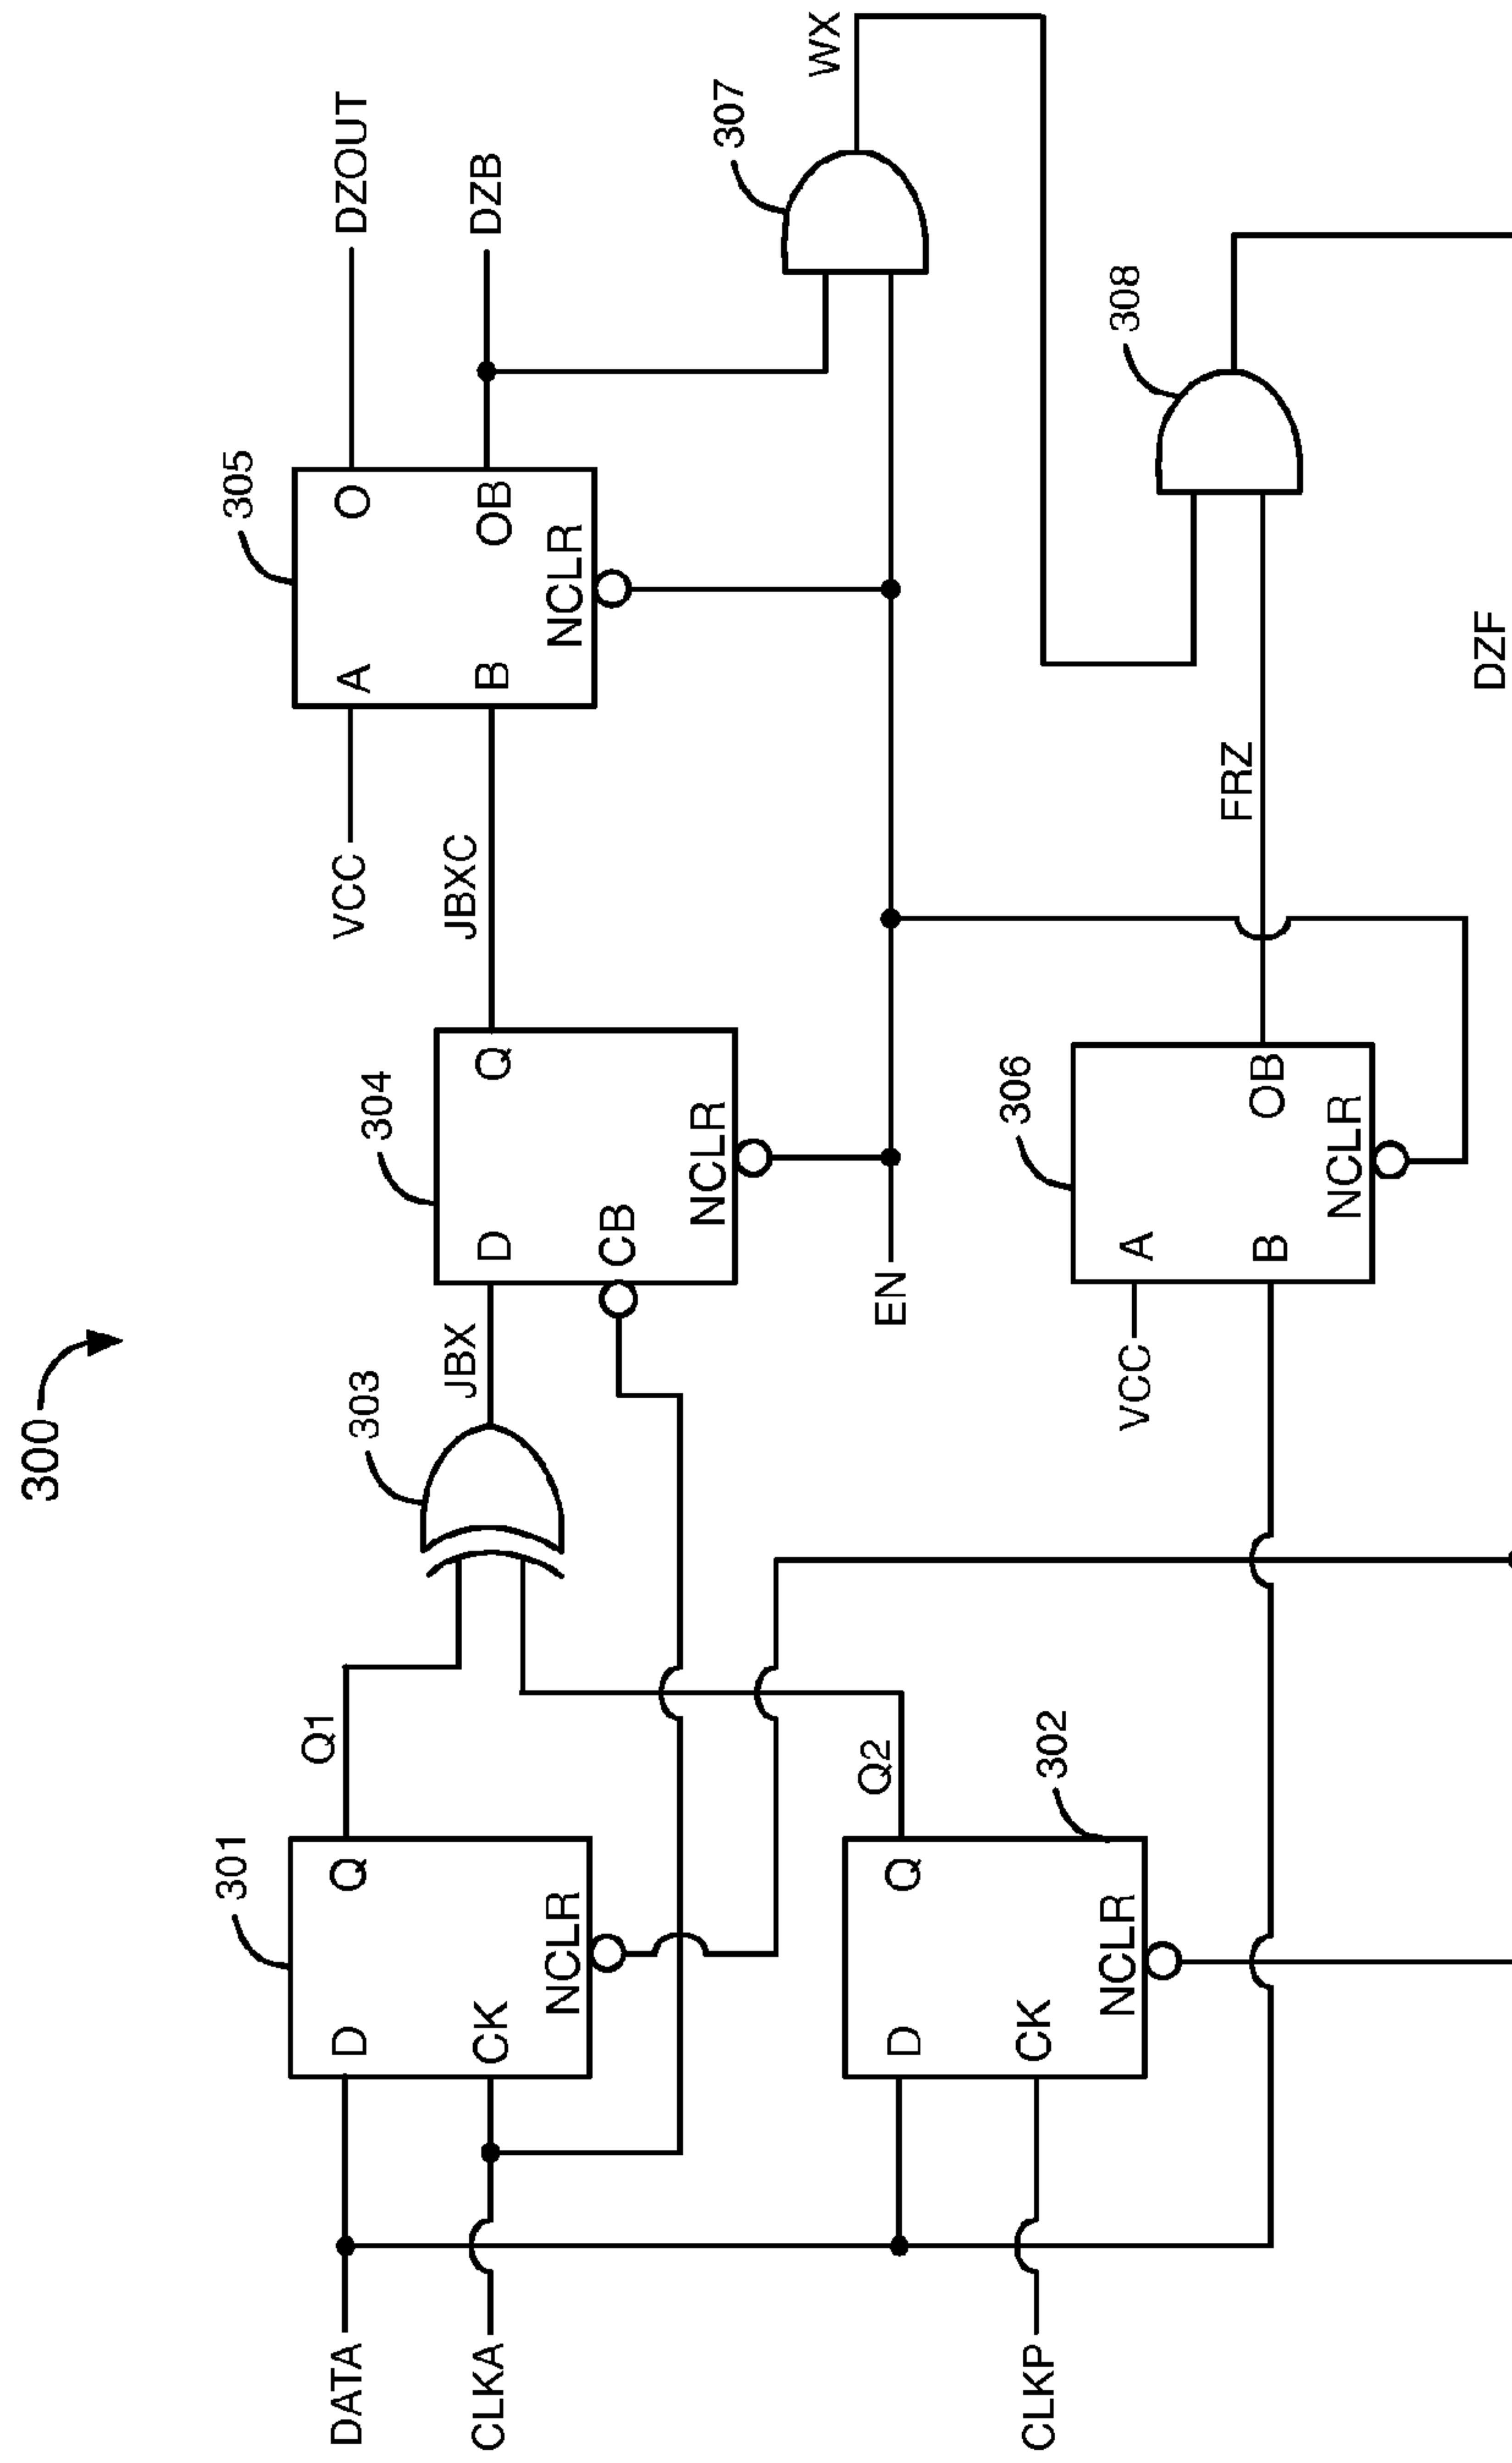 300
301
DATA
D
Q
Q1
CLKA
CK
NCLR
303
JBX
304
D
Q
CB
NCLR
JBXC
VCC
305
A
O
B
OB
NCLR
DZOUT
DZB
307
WX
EN
302
D
Q
Q2
CLKP
CK
NCLR
306
VCC
A
B
OB
NCLR
FRZ
308
DZF